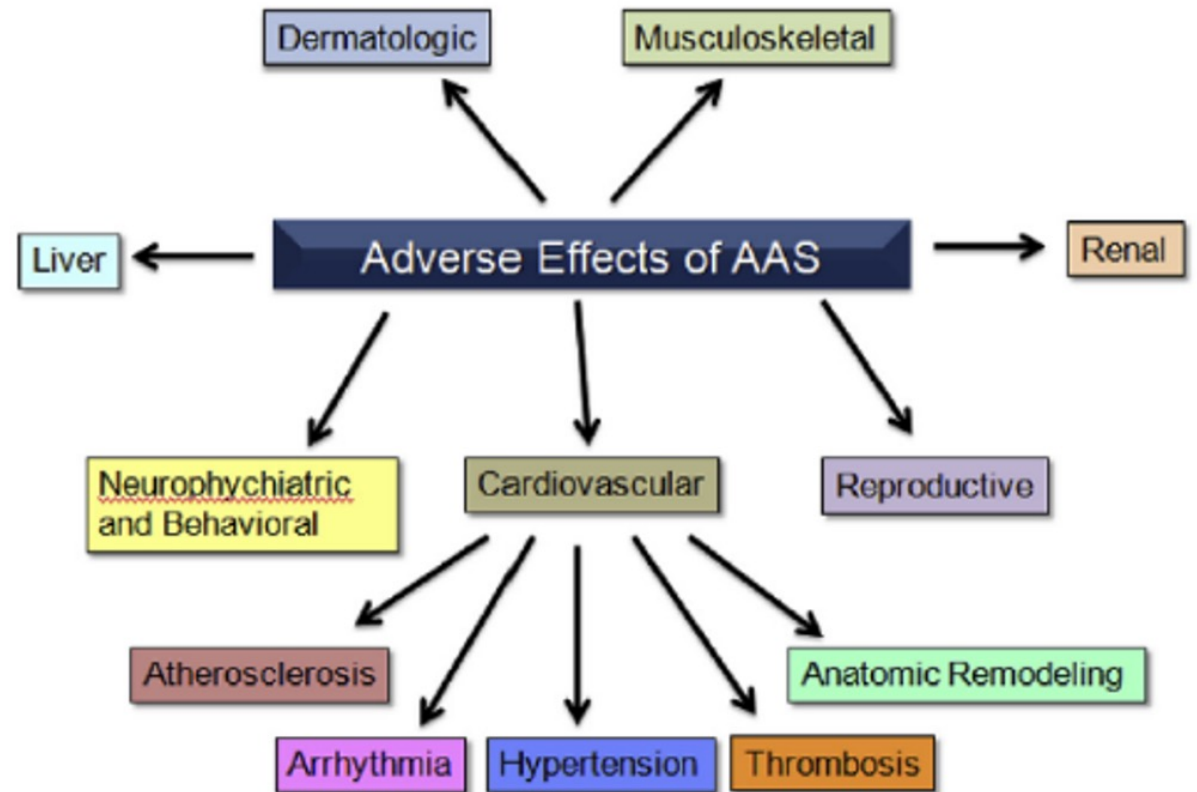 Dermatologic
Musculoskeletal
Liver
Adverse Effects of AAS
Renal
Neurophychiatric
and Behavioral
Cardiovascular
Reproductive
Atherosclerosis
Anatomic Remodeling
Arrhythmia
Hypertension
Thrombosis